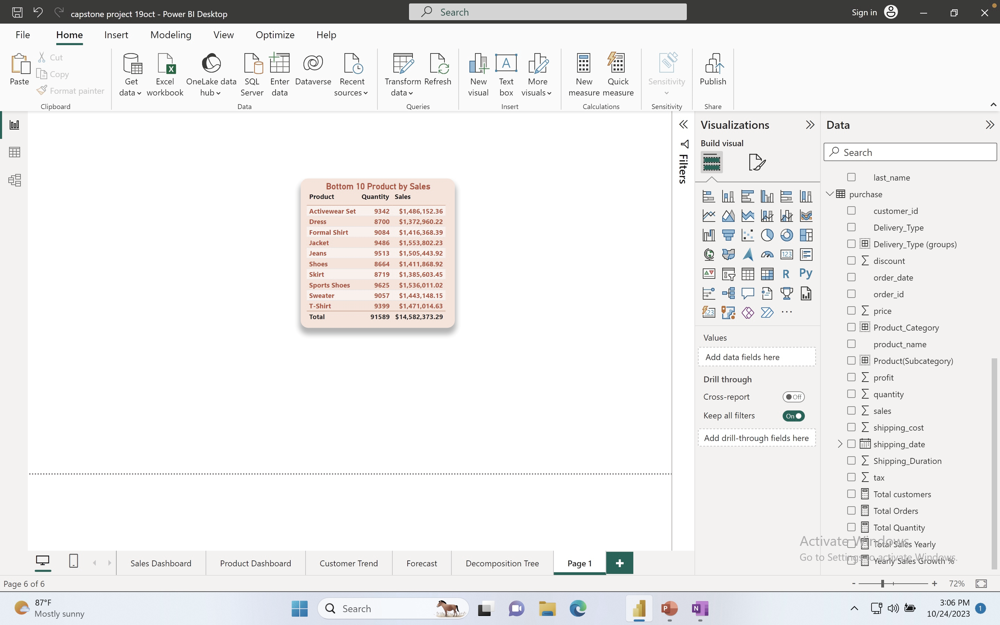 capstone project 19oct - Power BI Desktop
Search
Sign in
File
Home
Insert
Modeling
View
Optimize
Help
Paste
Cut
Copy
Format painter
Clipboard
Get data
Excel workbook
OneLake data hub
SQL Server
Enter data
Dataverse
Recent sources
Data
Transform data
Refresh
Queries
New visual
Text box
More visuals
Insert
New measure
Quick measure
Calculations
Sensitivity
Sensitivity
Publish
Share
Bottom 10 Product by Sales
Product Quantity Sales
Activewear Set 9342 $1,486,152.36
Dress 8700 $1,372,960.22
Formal Shirt 9084 $1,416,368.39
Jacket 9486 $1,553,802.23
Jeans 9513 $1,505,443.92
Shoes 8664 $1,411,868.92
Skirt 8719 $1,385,603.45
Sports Shoes 9625 $1,536,011.02
Sweater 9057 $1,443,148.15
T-Shirt 9399 $1,471,014.63
Total 91589 $14,582,373.29
Filters
Visualizations
Build visual
123
R
Py
123
Values
Add data fields here
Drill through
Cross-report
Off
Keep all filters
On
Add drill-through fields here
Data
Search
last_name
purchase
customer_id
Delivery_Type
Delivery_Type (groups)
discount
order_date
order_id
price
Product_Category
product_name
Product(Subcategory)
profit
quantity
sales
shipping_cost
shipping_date
Shipping_Duration
tax
Total customers
Total Orders
Total Quantity
Total Sales Yearly
Yearly Sales Growth %
Activate Windows
Go to Settings to activate Windows.
Sales Dashboard
Product Dashboard
Customer Trend
Forecast
Decomposition Tree
Page 1
Page 6 of 6
- + 72%
87°F
Mostly sunny
Search
3:06 PM
10/24/2023
1